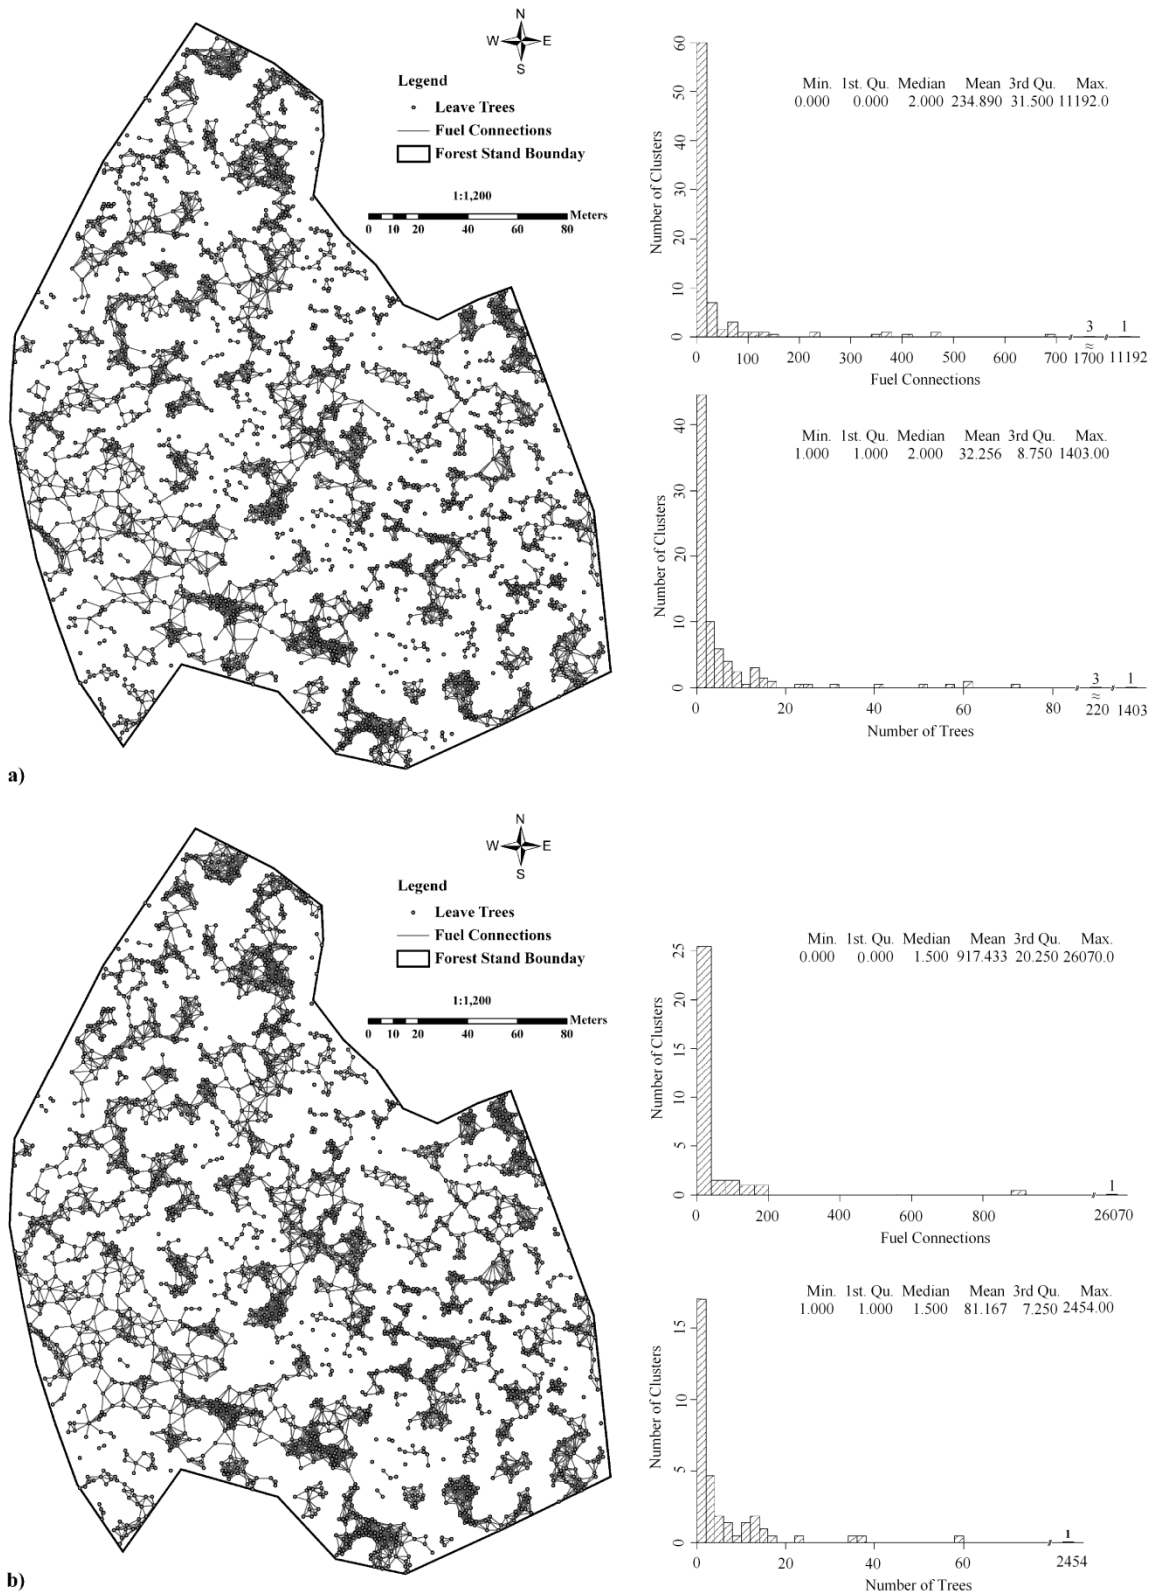 N
W E
S
Legend
Leave Trees
Fuel Connections
Forest Stand Bounday
1:1,200
0 10 20 40 60 80 Meters
a)
60
50
40
30
20
10
0
Number of Clusters
Min. 1st. Qu. Median Mean 3rd Qu. Max.
0.000 0.000 2.000 234.890 31.500 11192.0
3 1
≈
0 100 200 300 400 500 600 700 1700 11192
Fuel Connections
40
30
20
10
0
Number of Clusters
Min. 1st. Qu. Median Mean 3rd Qu. Max.
1.000 1.000 2.000 32.256 8.750 1403.00
3 1
≈
0 20 40 60 80 220 1403
Number of Trees
N
W E
S
Legend
Leave Trees
Fuel Connections
Forest Stand Bounday
1:1,200
0 10 20 40 60 80 Meters
b)
25
20
15
10
5
0
Number of Clusters
Min. 1st. Qu. Median Mean 3rd Qu. Max.
0.000 0.000 1.500 917.433 20.250 26070.0
1
0 200 400 600 800 26070
Fuel Connections
15
10
5
0
Number of Clusters
Min. 1st. Qu. Median Mean 3rd Qu. Max.
1.000 1.000 1.500 81.167 7.250 2454.00
1
0 20 40 60 2454
Number of Trees